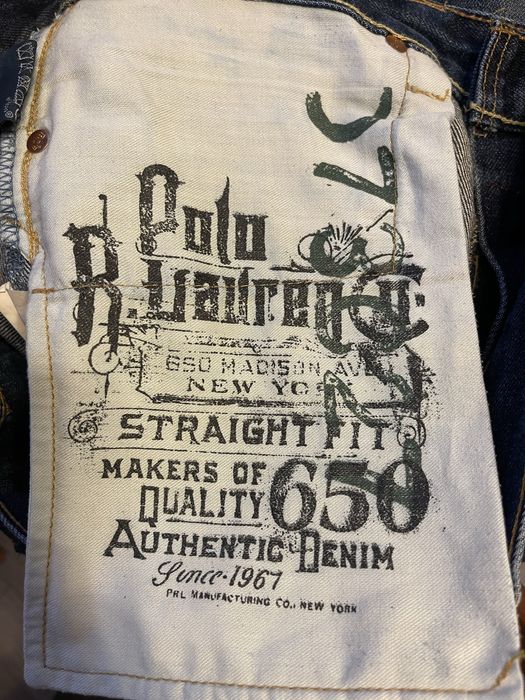 Polo
R. Lauren Co.
650 MADISON AVE
NEW YO
STRAIGHT FIT
MAKERS OF
QUALITY 650
AUTHENTIC DENIM
Since·1967
PRL MANUFACTURING CO., NEW YORK